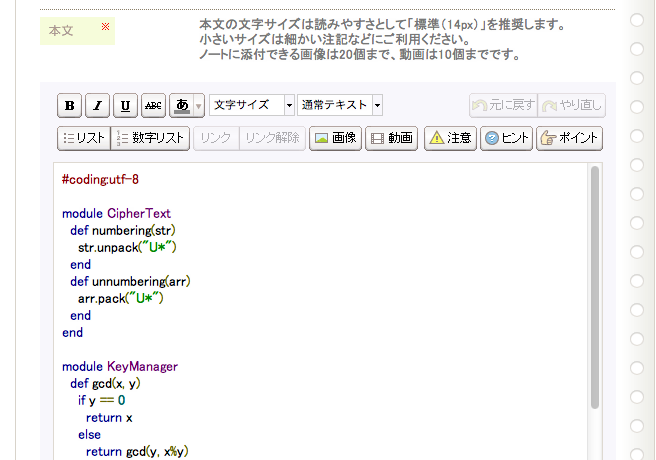 本文 ※
本文の文字サイズは読みやすさとして「標準(14px)」を推奨します。
小さいサイズは細かい注記などにご利用ください。
ノートに添付できる画像は20個まで、動画は10個までです。
B I U ABC あ 文字サイズ 通常テキスト 元に戻す やり直し
リスト 数字リスト リンク リンク解除 画像 動画 注意 ヒント ポイント
#coding:utf-8
module CipherText
def numbering(str)
str.unpack("U*")
end
def unnumbering(arr)
arr.pack("U*")
end
end
module KeyManager
def gcd(x, y)
if y == 0
return x
else
return gcd(y, x%y)